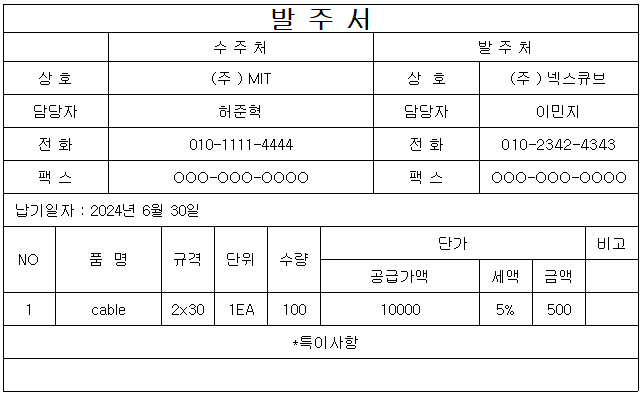 발 주 서
수 주 처 발 주 처
상 호 (주 ) MIT 상 호 (주 ) 넥스큐브
담당자 허준혁 담당자 이민지
전 화 010-1111-4444 전 화 010-2342-4343
팩 스 OOO-OOO-OOOO 팩 스 OOO-OOO-OOOO
납기일자 : 2024년 6월 30일
NO 품 명 규격 단위 수량 단가 비고
공급가액 세액 금액
1 cable 2x30 1EA 100 10000 5% 500
*특이사항